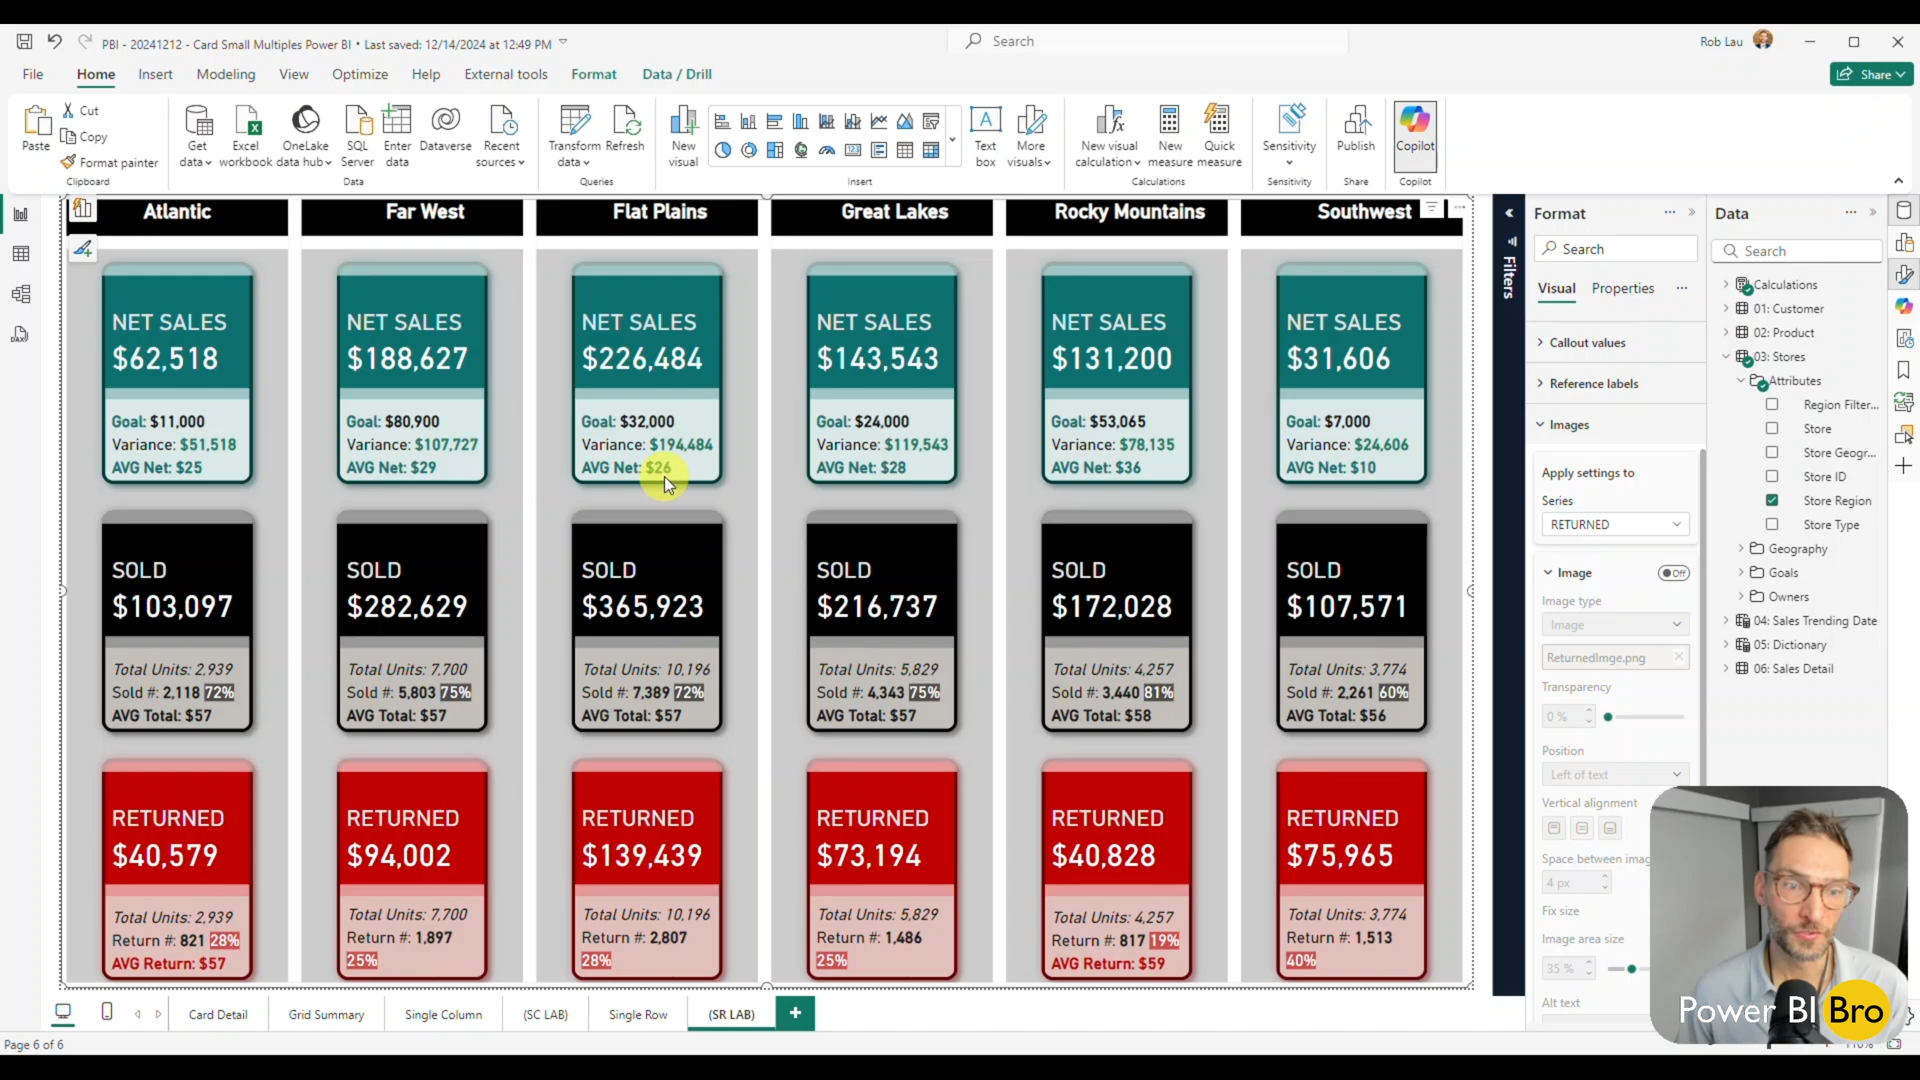 PBI - 20241212 - Card Small Multiples Power BI • Last saved: 12/14/2024 at 12:49 PM
Search
Rob Lau
File Home Insert Modeling View Optimize Help External tools Format Data / Drill
Share
Paste
Cut
Copy
Format painter
Clipboard
Get data
Excel workbook
OneLake data hub
SQL Server
Enter data
Dataverse
Recent sources
Data
Transform data
Refresh
Queries
New visual
Text box
More visuals
Insert
New visual calculation
New measure
Quick measure
Calculations
Sensitivity
Sensitivity
Publish
Share
Copilot
Copilot
Atlantic Far West Flat Plains Great Lakes Rocky Mountains Southwest
NET SALES NET SALES NET SALES NET SALES NET SALES NET SALES
$62,518 $188,627 $226,484 $143,543 $131,200 $31,606
Goal: $11,000 Goal: $80,900 Goal: $32,000 Goal: $24,000 Goal: $53,065 Goal: $7,000
Variance: $51,518 Variance: $107,727 Variance: $194,484 Variance: $119,543 Variance: $78,135 Variance: $24,606
AVG Net: $25 AVG Net: $29 AVG Net: $26 AVG Net: $28 AVG Net: $36 AVG Net: $10
SOLD SOLD SOLD SOLD SOLD SOLD
$103,097 $282,629 $365,923 $216,737 $172,028 $107,571
Total Units: 2,939 Total Units: 7,700 Total Units: 10,196 Total Units: 5,829 Total Units: 4,257 Total Units: 3,774
Sold #: 2,118 72% Sold #: 5,803 75% Sold #: 7,389 72% Sold #: 4,343 75% Sold #: 3,440 81% Sold #: 2,261 60%
AVG Total: $57 AVG Total: $57 AVG Total: $57 AVG Total: $57 AVG Total: $58 AVG Total: $56
RETURNED RETURNED RETURNED RETURNED RETURNED RETURNED
$40,579 $94,002 $139,439 $73,194 $40,828 $75,965
Total Units: 2,939 Total Units: 7,700 Total Units: 10,196 Total Units: 5,829 Total Units: 4,257 Total Units: 3,774
Return #: 821 28% Return #: 1,897 Return #: 2,807 Return #: 1,486 Return #: 817 19% Return #: 1,513
AVG Return: $57 25% 28% 25% AVG Return: $59 40%
Filters
Format
Search
Visual Properties
Callout values
Reference labels
Images
Apply settings to
Series
RETURNED
Image Off
Image type
Image
ReturnedImge.png
Transparency
0 %
Position
Left of text
Vertical alignment
Space between imag
4 px
Fix size
Image area size
35 %
Alt text
Data
Search
Calculations
01: Customer
02: Product
03: Stores
Attributes
Region Filter...
Store
Store Geogr...
Store ID
Store Region
Store Type
Geography
Goals
Owners
04: Sales Trending Date
05: Dictionary
06: Sales Detail
Power BI Bro
Card Detail Grid Summary Single Column (SC LAB) Single Row (SR LAB)
Page 6 of 6